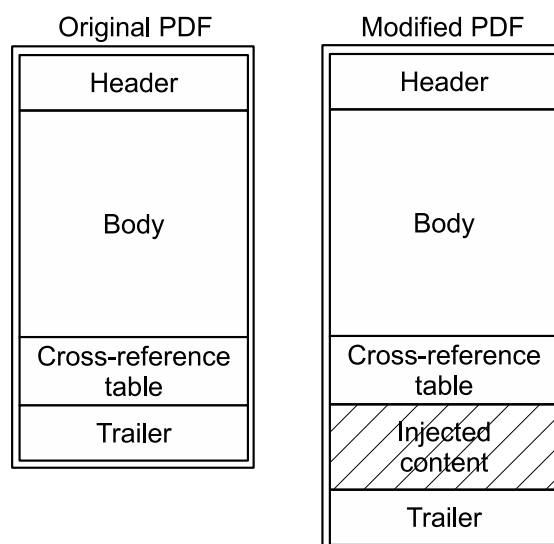 Original PDF
Header
Body
Cross-reference
table
Trailer
Modified PDF
Header
Body
Cross-reference
table
Injected
content
Trailer